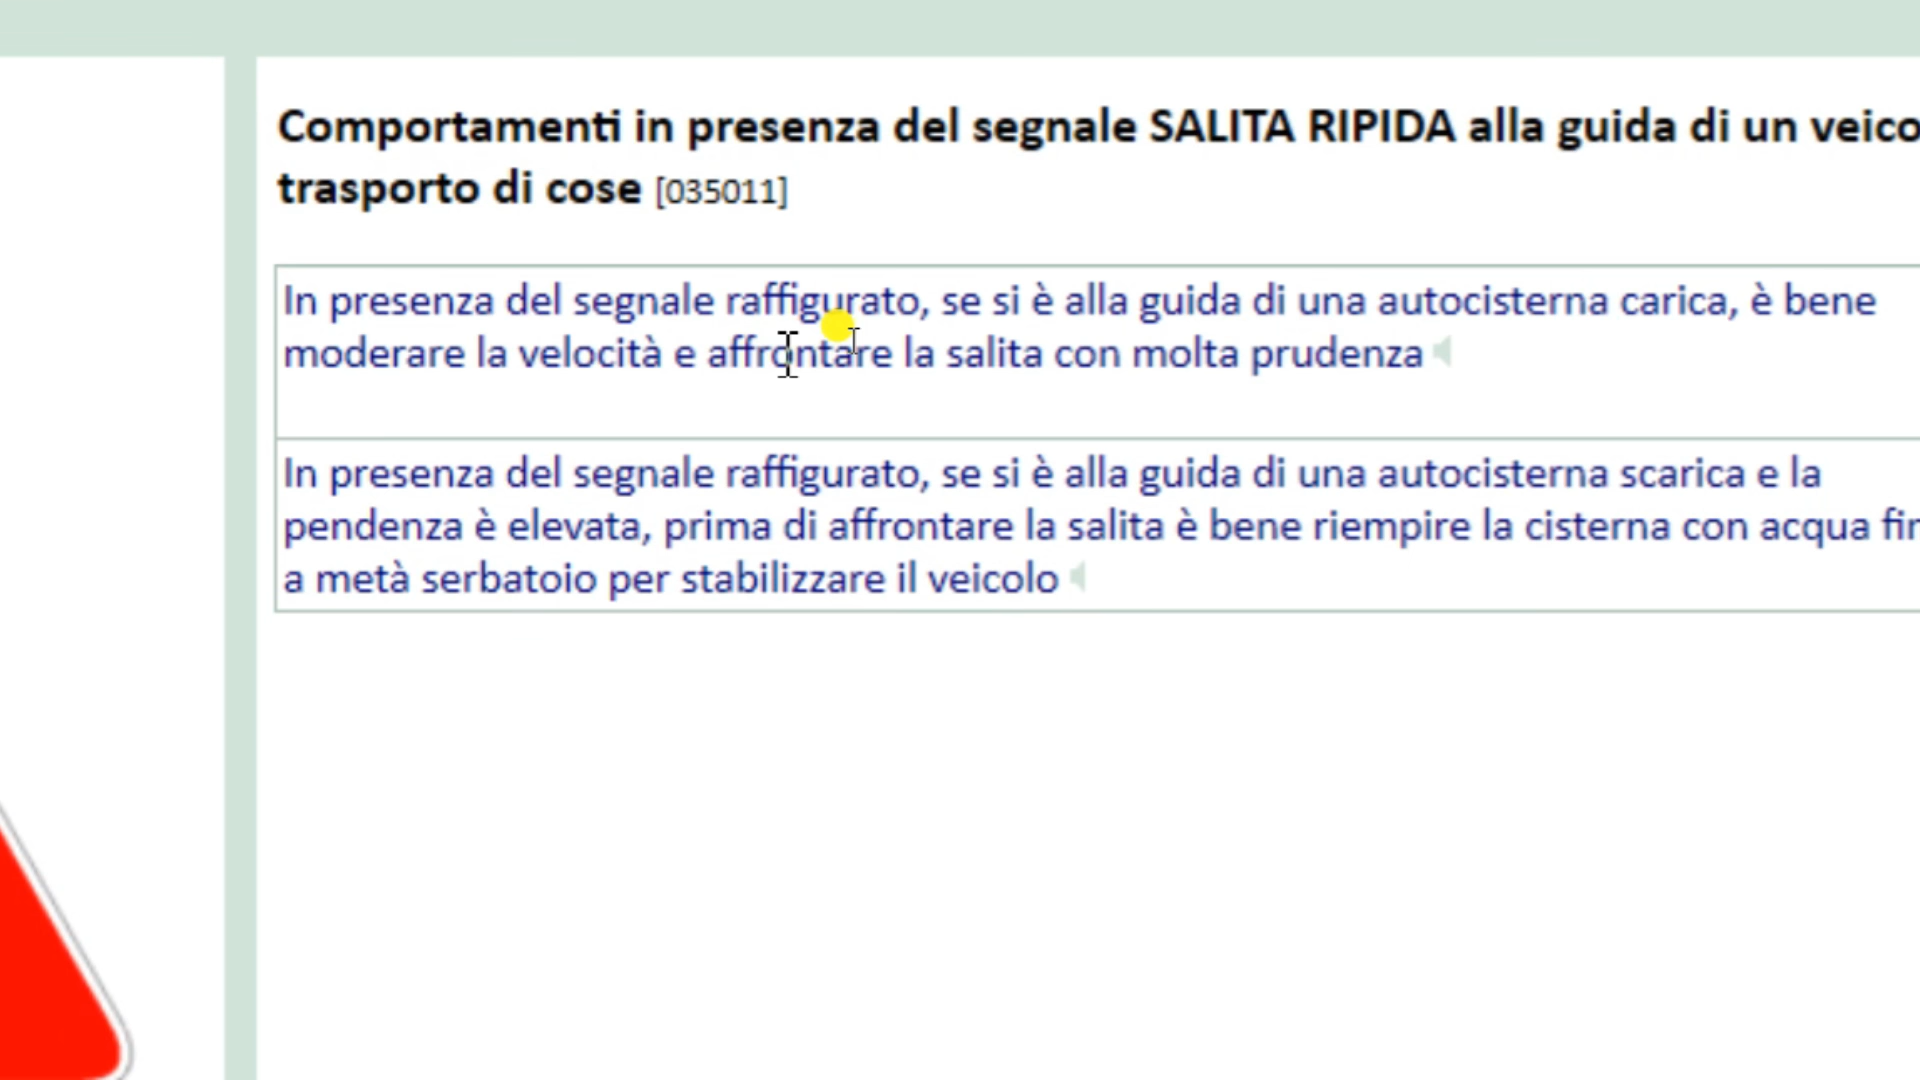 Comportamenti in presenza del segnale SALITA RIPIDA alla guida di un
trasporto di cose [035011]
In presenza del segnale raffigurato, se si è alla guida di una autocisterna carica, è bene
moderare la velocità e affrontare la salita con molta prudenza
In presenza del segnale raffigurato, se si è alla guida di una autocisterna scarica e la
pendenza è elevata, prima di affrontare la salita è bene riempire la cisterna con acqua
a metà serbatoio per stabilizzare il veicolo